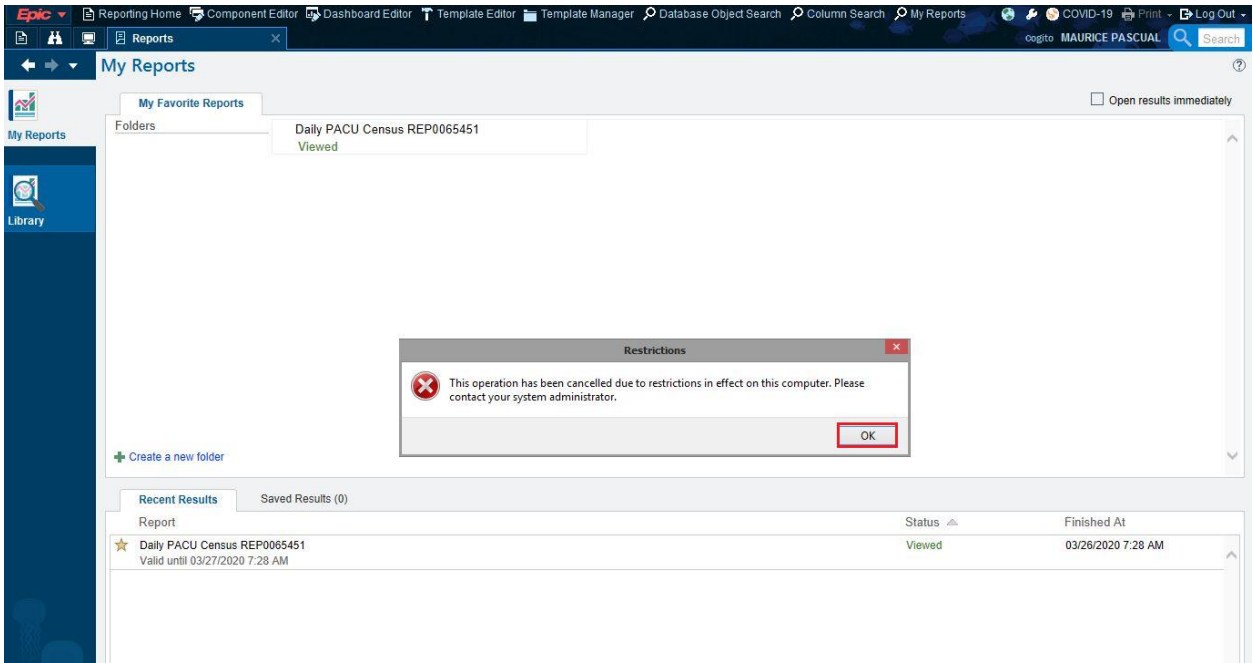 Epic Reporting Home Component Editor Dashboard Editor Template Editor Template Manager Database Object Search Column Search My Reports COVID-19 Print Log Out
Reports cogito MAURICE PASCUAL Search
My Reports
My Favorite Reports Open results immediately
My Reports
Folders
Daily PACU Census REP0065451
Viewed
Library
Restrictions
This operation has been cancelled due to restrictions in effect on this computer. Please
contact your system administrator.
OK
Create a new folder
Recent Results Saved Results (0)
Report Status Finished At
Daily PACU Census REP0065451 Viewed 03/26/2020 7:28 AM
Valid until 03/27/2020 7:28 AM